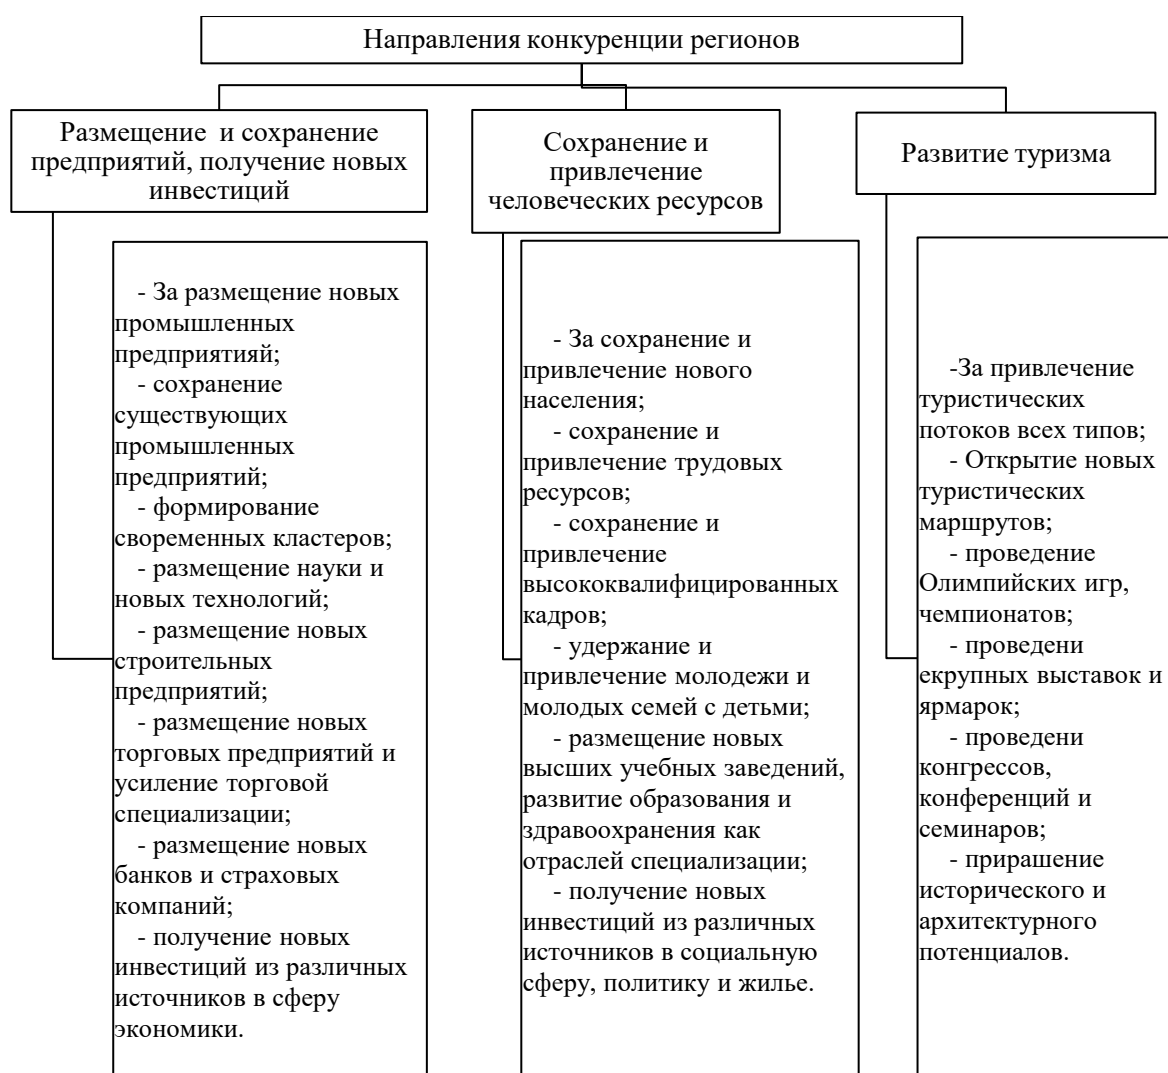 Направления конкуренции регионов
Размещение  и сохранение
предприятий, получение новых
инвестиций
Сохранение и
привлечение
человеческих ресурсов
Развитие туризма
- За размещение новых
промышленных
предприятияй;
- сохранение
существующих
промышленных
предприятий;
- формирование
своременных кластеров;
- размещение науки и
новых технологий;
- размещение новых
строительных
предприятий;
- размещение новых
торговых предприятий и
усиление торговой
специализации;
- размещение новых
банков и страховых
компаний;
- получение новых
инвестиций из различных
источников в сферу
экономики.
- За сохранение и
привлечение нового
населения;
- сохранение и
привлечение трудовых
ресурсов;
- сохранение и
привлечение
высококвалифицированных
кадров;
- удержание и
привлечение молодежи и
молодых семей с детьми;
- размещение новых
высших учебных заведений,
развитие образования и
здравоохранения как
отраслей специализации;
- получение новых
инвестиций из различных
источников в социальную
сферу, политику и жилье.
-За привлечение
туристических
потоков всех типов;
- Открытие новых
туристических
маршрутов;
- проведение
Олимпийских игр,
чемпионатов;
- проведени
екрупных выставок и
ярмарок;
- проведени
конгрессов,
конференций и
семинаров;
- прирашение
исторического и
архитектурного
потенциалов.